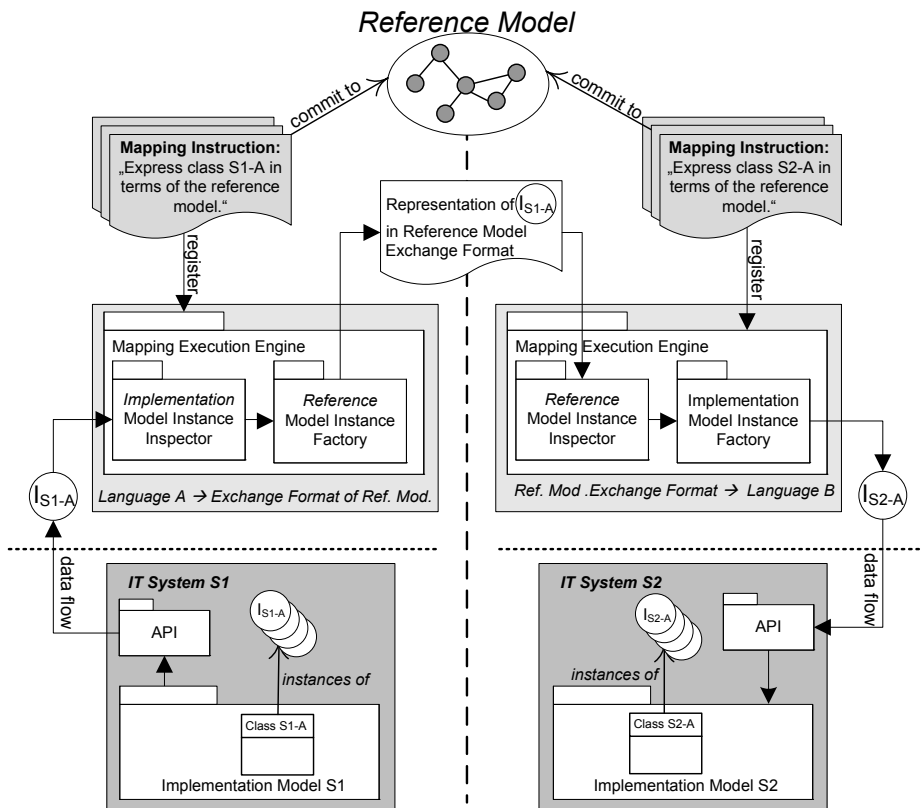 Reference Model
commit to
commit to
Mapping Instruction:
„Express class S1-A in
terms of the reference
model.“
Mapping Instruction:
„Express class S2-A in
terms of the reference
model.“
Representation of I S1-A
in Reference Model
Exchange Format
register
register
Mapping Execution Engine
Implementation
Model Instance
Inspector
Reference
Model Instance
Factory
Language A → Exchange Format of Ref. Mod.
Mapping Execution Engine
Reference
Model Instance
Inspector
Implementation
Model Instance
Factory
Ref. Mod .Exchange Format → Language B
I S1-A
I S2-A
data flow
data flow
IT System S1
API
I S1-A
instances of
Class S1-A
Implementation Model S1
IT System S2
I S2-A
API
instances of
Class S2-A
Implementation Model S2